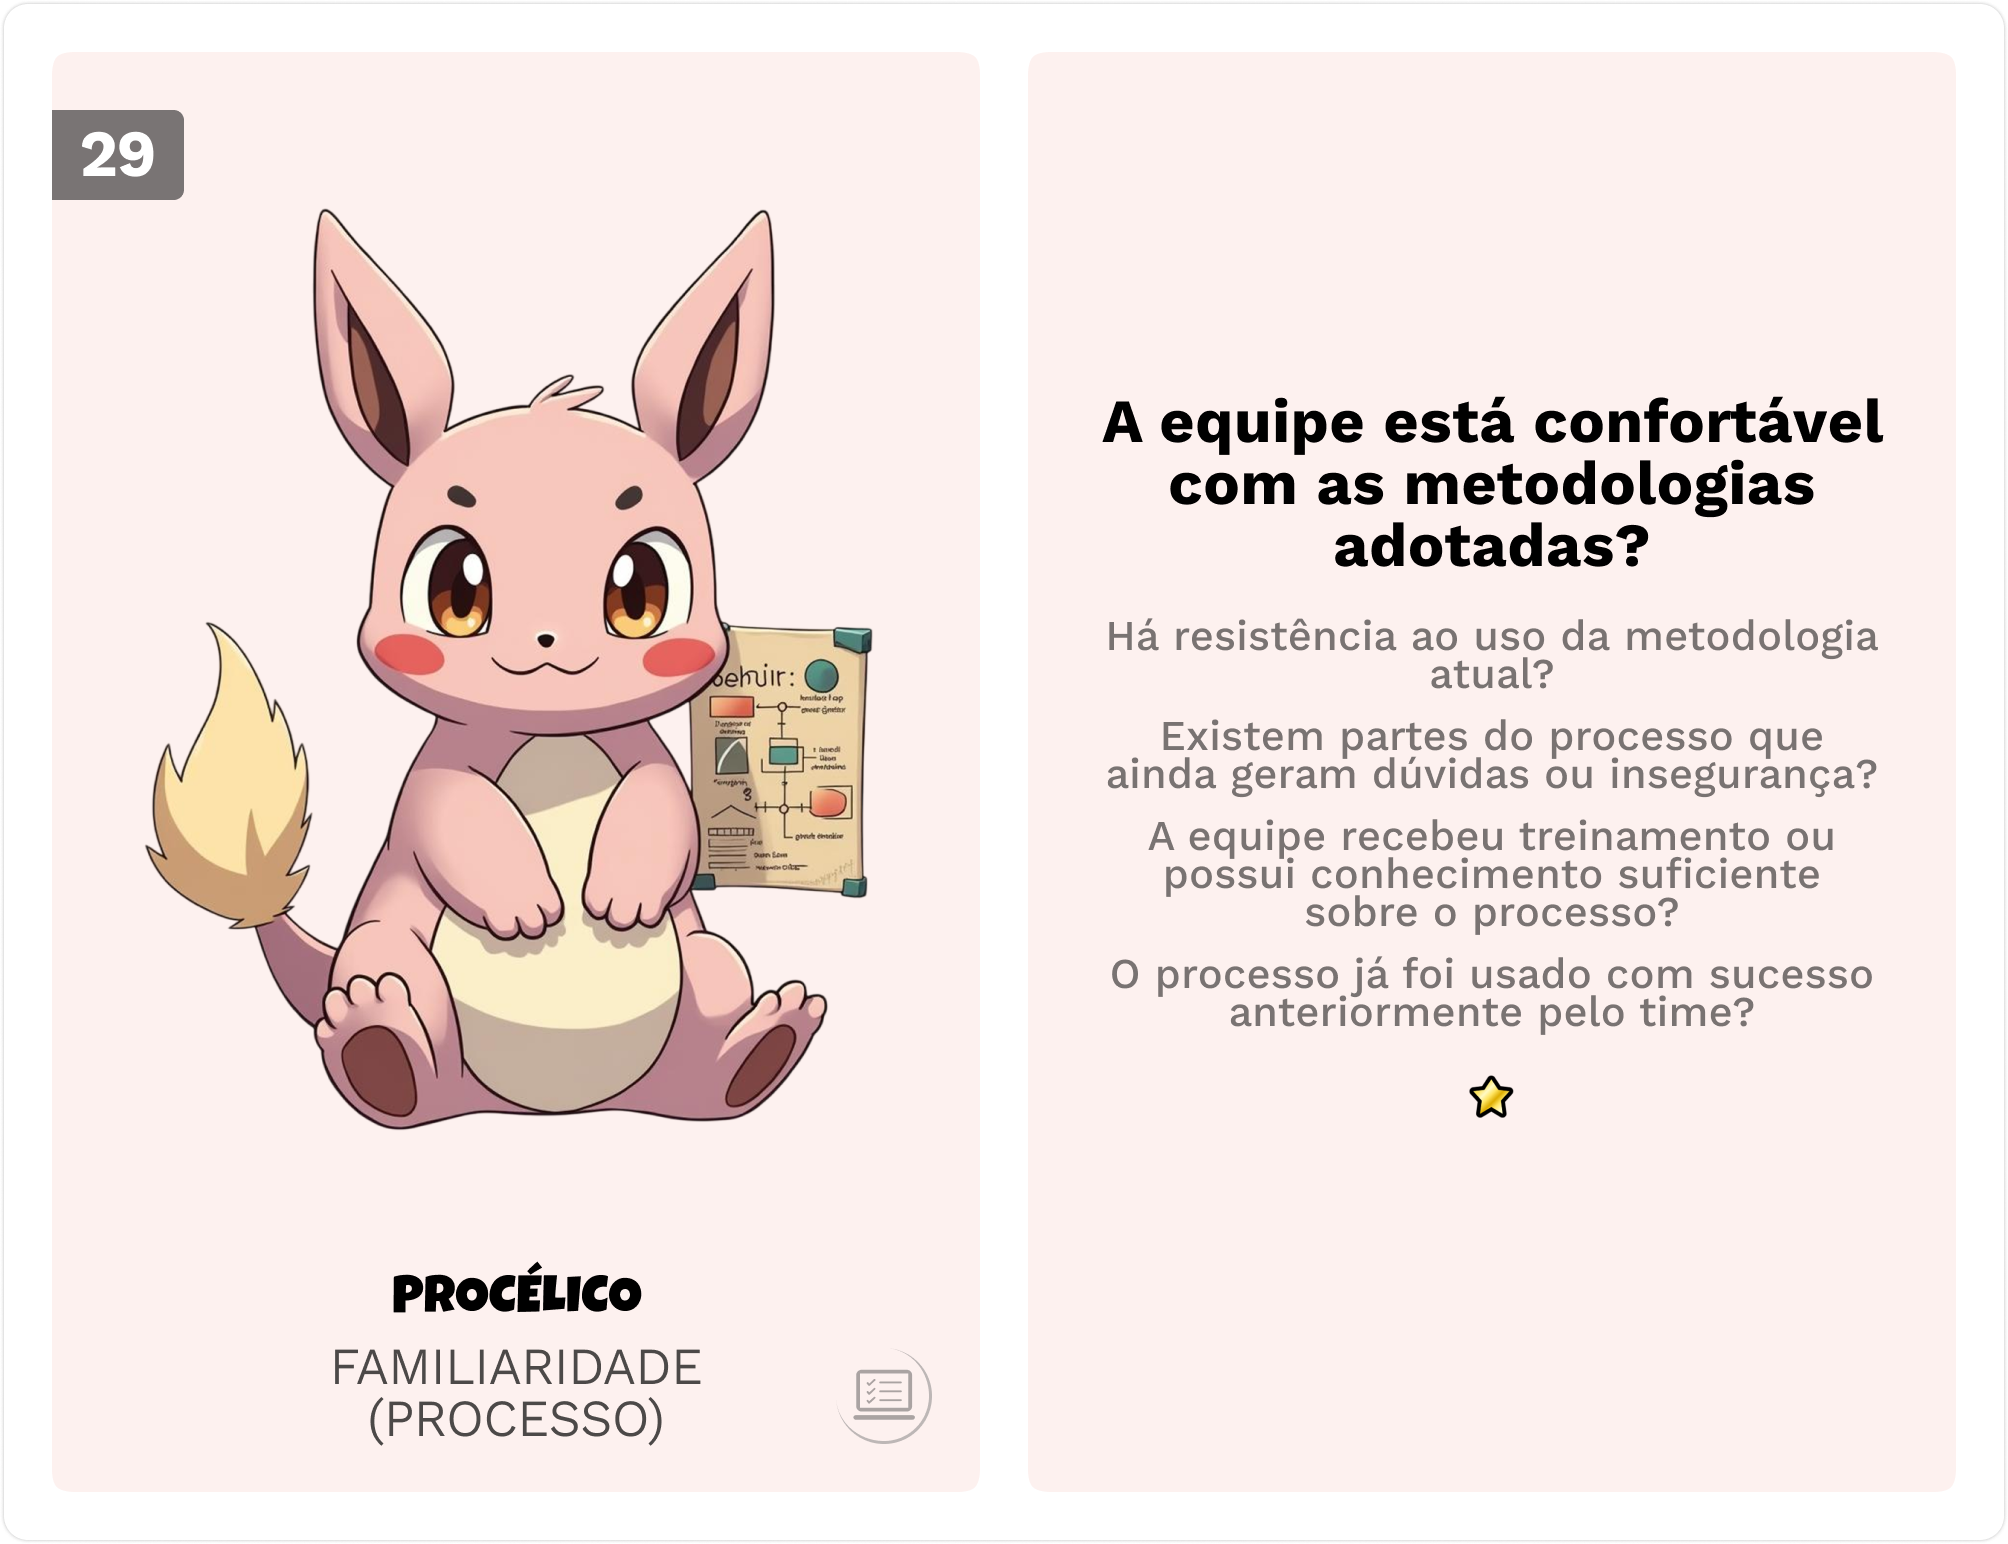 29
PROCÉLICO
FAMILIARIDADE
(PROCESSO)
A equipe está confortável
com as metodologias
adotadas?
Há resistência ao uso da metodologia
atual?
Existem partes do processo que
ainda geram dúvidas ou insegurança?
A equipe recebeu treinamento ou
possui conhecimento suficiente
sobre o processo?
O processo já foi usado com sucesso
anteriormente pelo time?